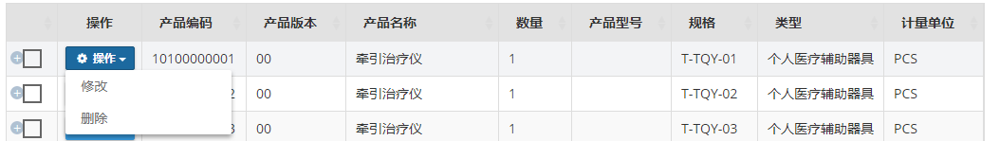 操作 产品编码 产品版本 产品名称 数量 产品型号 规格 类型 计量单位
操作 10100000001 00 牵引治疗仪 1 T-TQY-01 个人医疗辅助器具 PCS
修改
2 00 牵引治疗仪 1 T-TQY-02 个人医疗辅助器具 PCS
删除
3 00 牵引治疗仪 1 T-TQY-03 个人医疗辅助器具 PCS